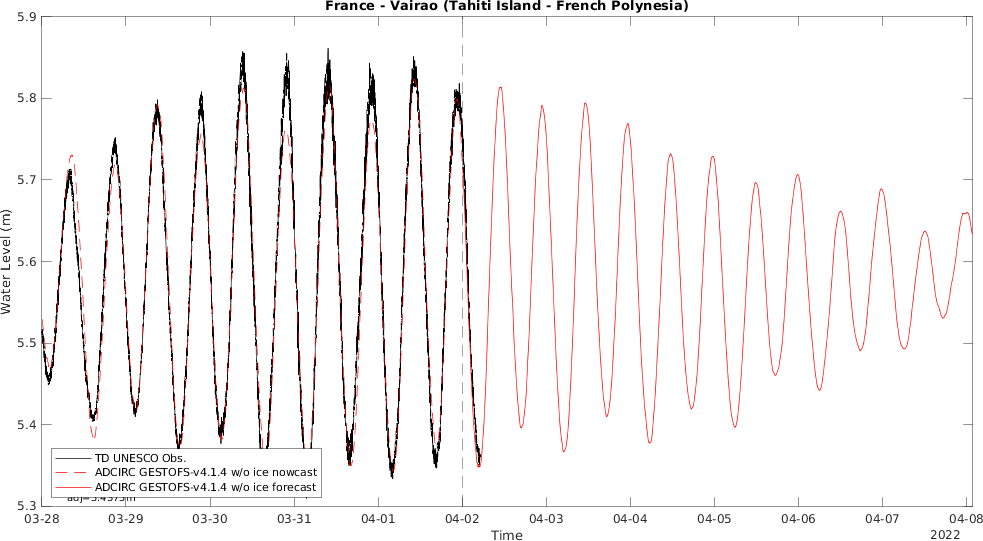 France - Vairao (Tahiti Island - French Polynesia)
5.9
5.8
5.7
5.6
5.5
5.4
5.3
Water Level (m)
TD UNESCO Obs.
ADCIRC GESTOFS-v4.1.4 w/o ice nowcast
ADCIRC GESTOFS-v4.1.4 w/o ice forecast
03-28 03-29 03-30 03-31 04-01 04-02 04-03 04-04 04-05 04-06 04-07 04-08
Time
2022